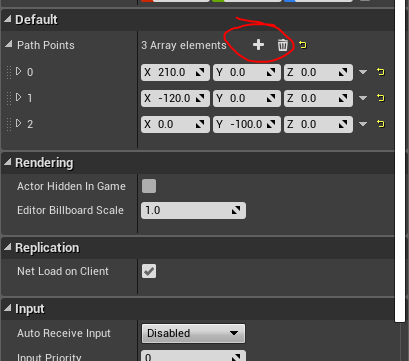 Default
Path Points 3 Array elements
0 X 210.0 Y 0.0 Z 0.0
1 X -120.0 Y 0.0 Z 0.0
2 X 0.0 Y -100.0 Z 0.0
Rendering
Actor Hidden In Game
Editor Billboard Scale 1.0
Replication
Net Load on Client
Input
Auto Receive Input Disabled
Input Priority 0